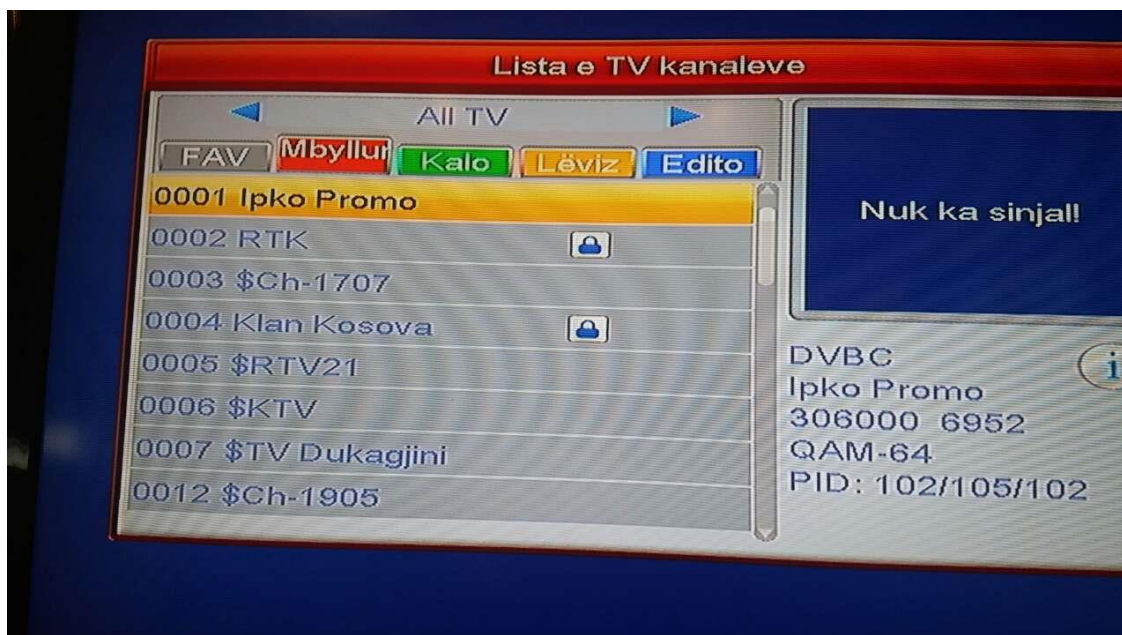 Lista e TV kanaleve
All TV
FAV Mbyllur Kalo Lëviz Edito
0001 Ipko Promo
0002 RTK
0003 $Ch-1707
0004 Klan Kosova
0005 $RTV21
0006 $KTV
0007 $TV Dukagjini
0012 $Ch-1905
Nuk ka sinjal!
DVBC
i
Ipko Promo
306000 6952
QAM-64
PID: 102/105/102